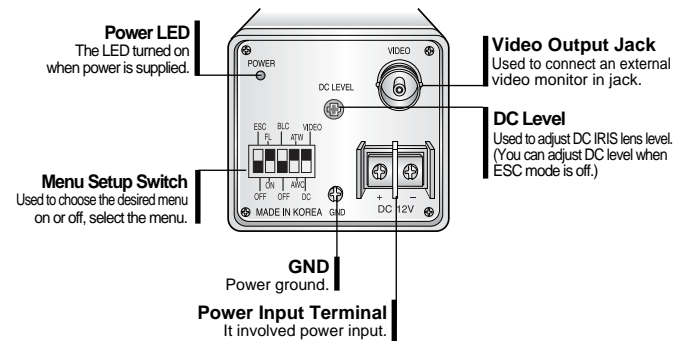 Power LED
The LED turned on
when power is supplied.
Menu Setup Switch
Used to choose the desired menu
on or off, select the menu.
POWER
VIDEO
DC LEVEL
ESC BLC VIDEO
FL ATW
ON AWC
OFF OFF DC
MADE IN KOREA
GND
+ −
DC 12V
Video Output Jack
Used to connect an external
video monitor in jack.
DC Level
Used to adjust DC IRIS lens level.
(You can adjust DC level when
ESC mode is off.)
GND
Power ground.
Power Input Terminal
It involved power input.